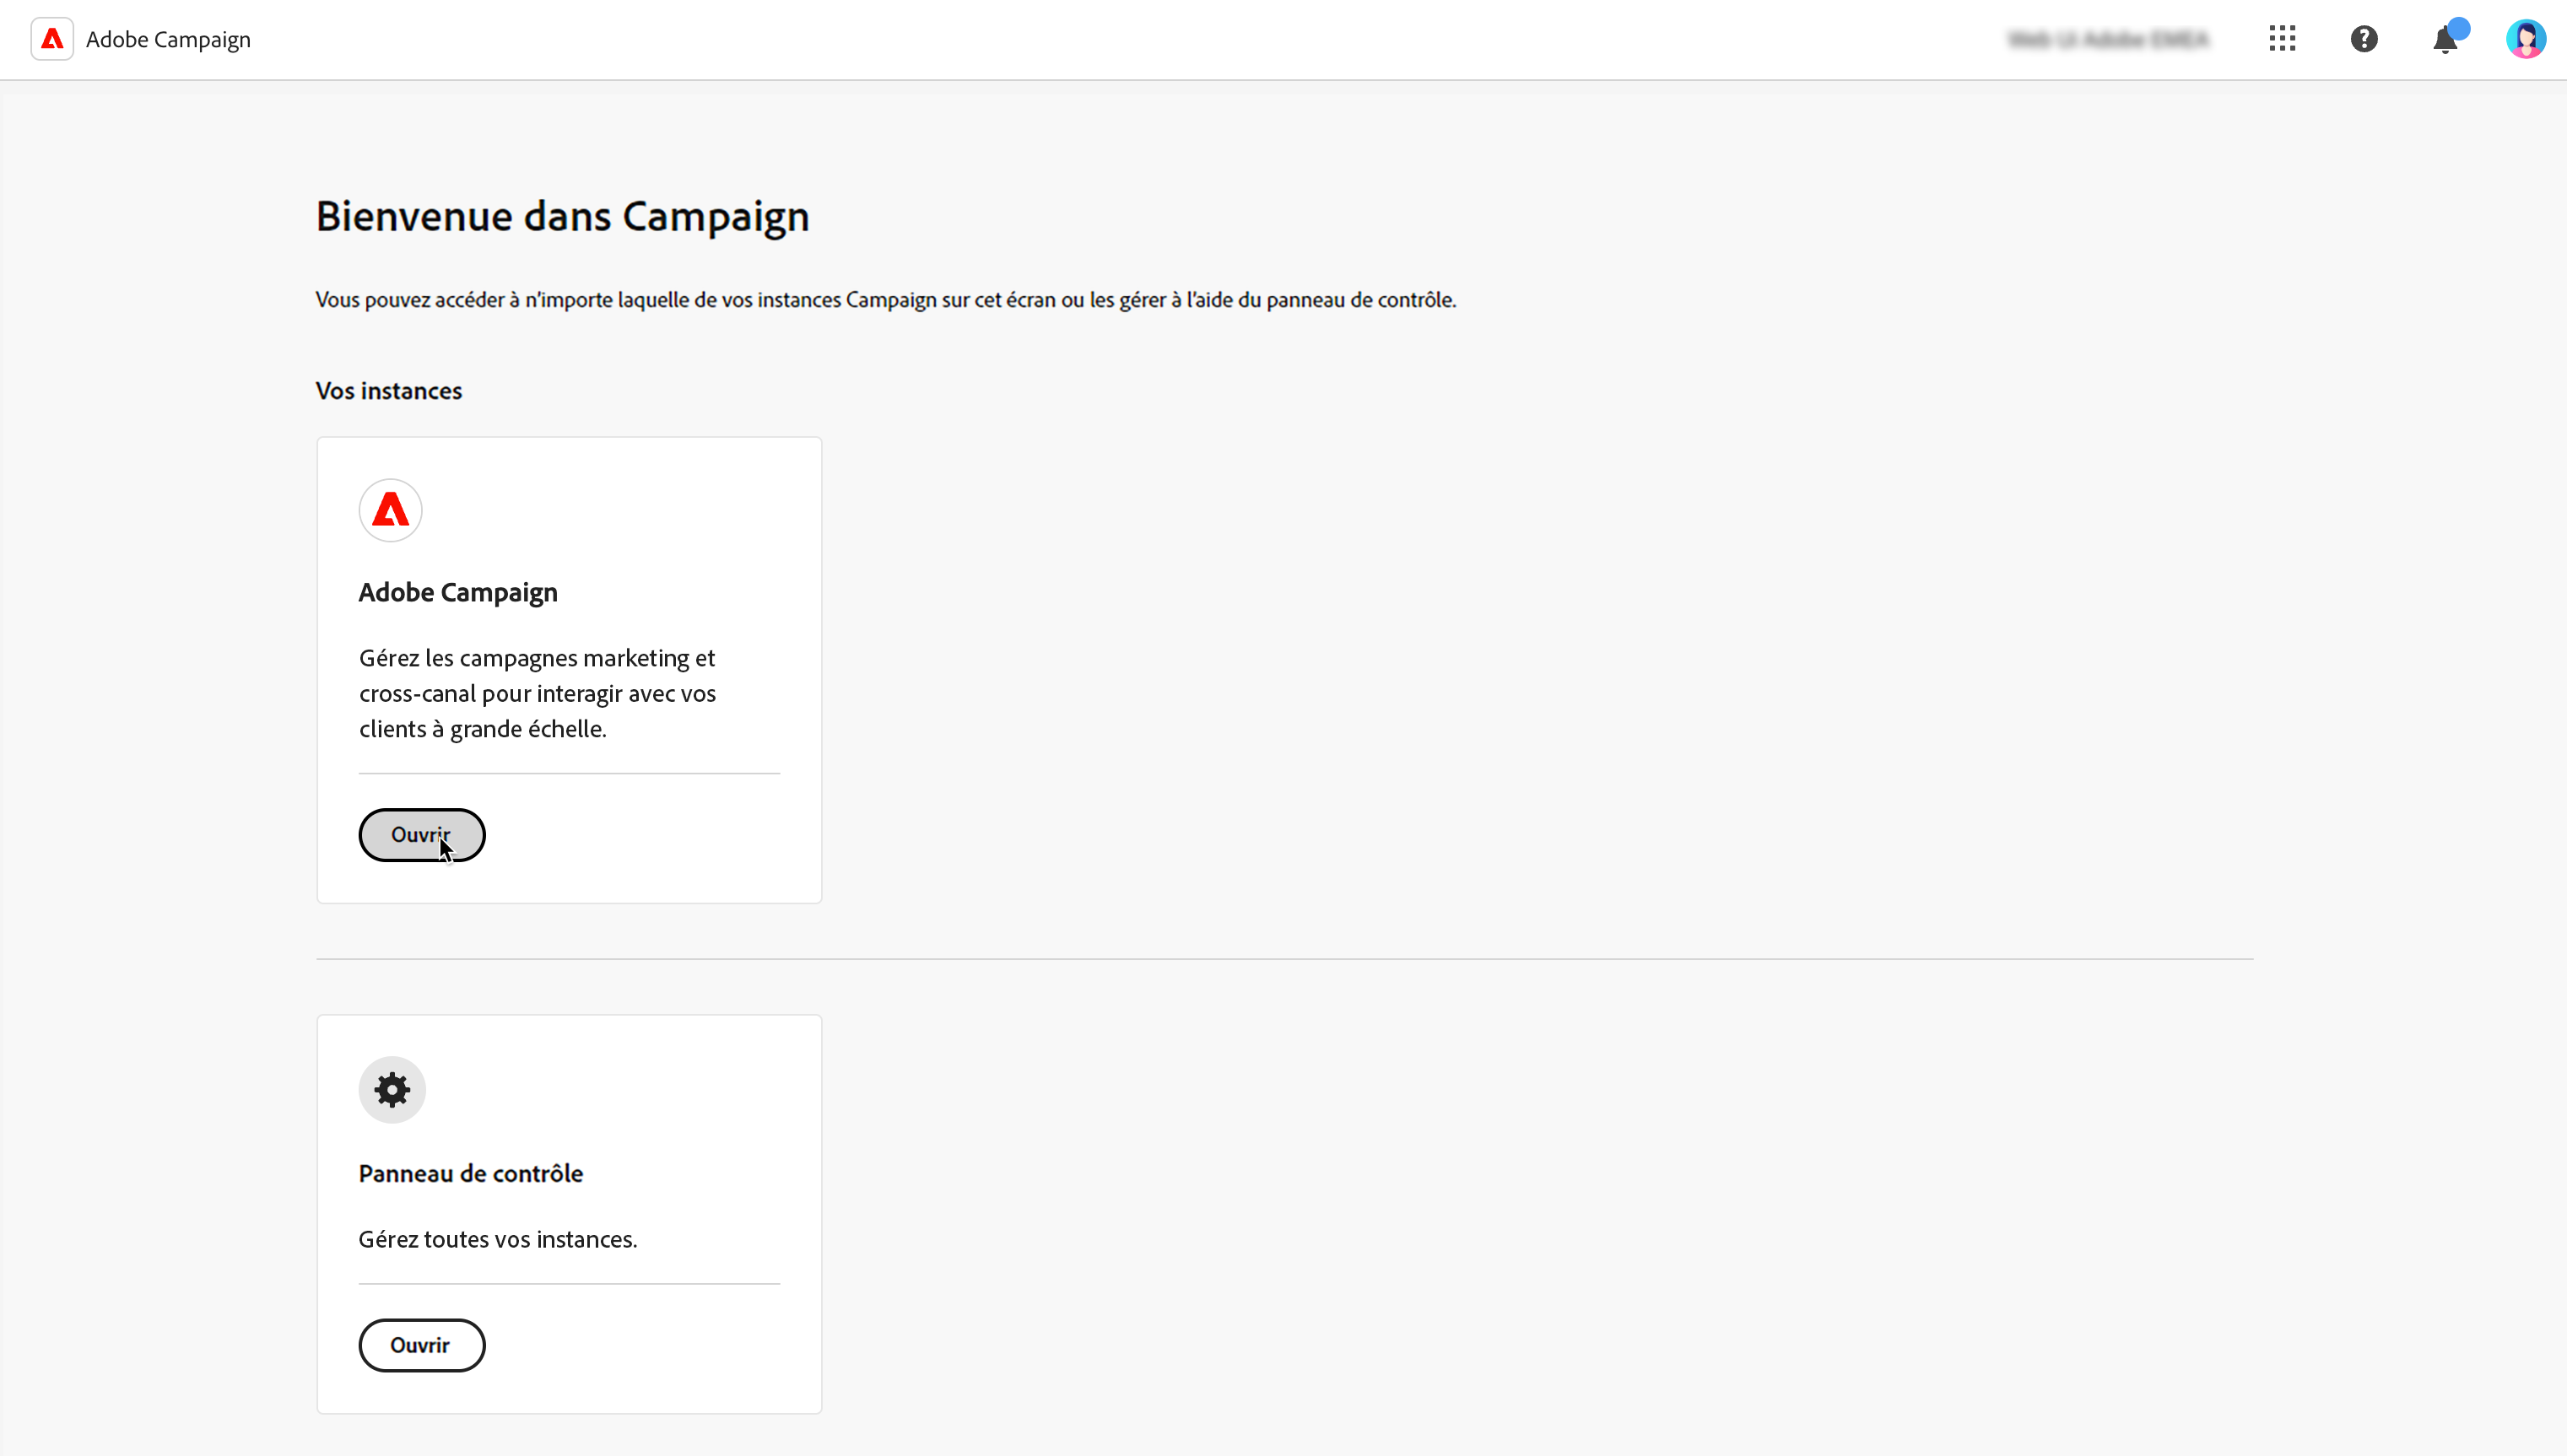 Adobe Campaign
Bienvenue dans Campaign
Vous pouvez accéder à n'importe laquelle de vos instances Campaign sur cet écran ou les gérer à l'aide du panneau de contrôle.
Vos instances
Adobe Campaign
Gérez les campagnes marketing et
cross-canal pour interagir avec vos
clients à grande échelle.
Ouvrir
Panneau de contrôle
Gérez toutes vos instances.
Ouvrir